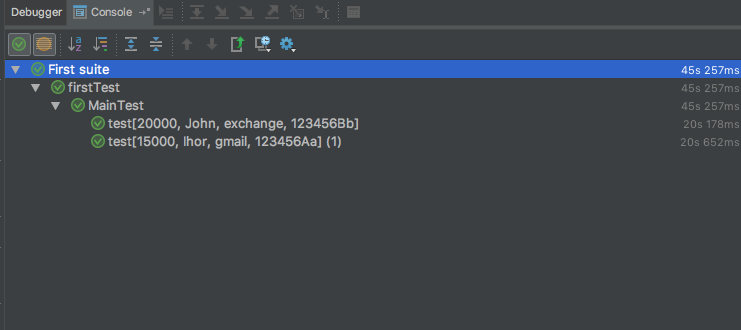 Debugger Console
First suite 45s 257ms
firstTest 45s 257ms
MainTest 45s 257ms
test[20000, John, exchange, 123456Bb] 20s 178ms
test[15000, Ihor, gmail, 123456Aa] (1) 20s 652ms